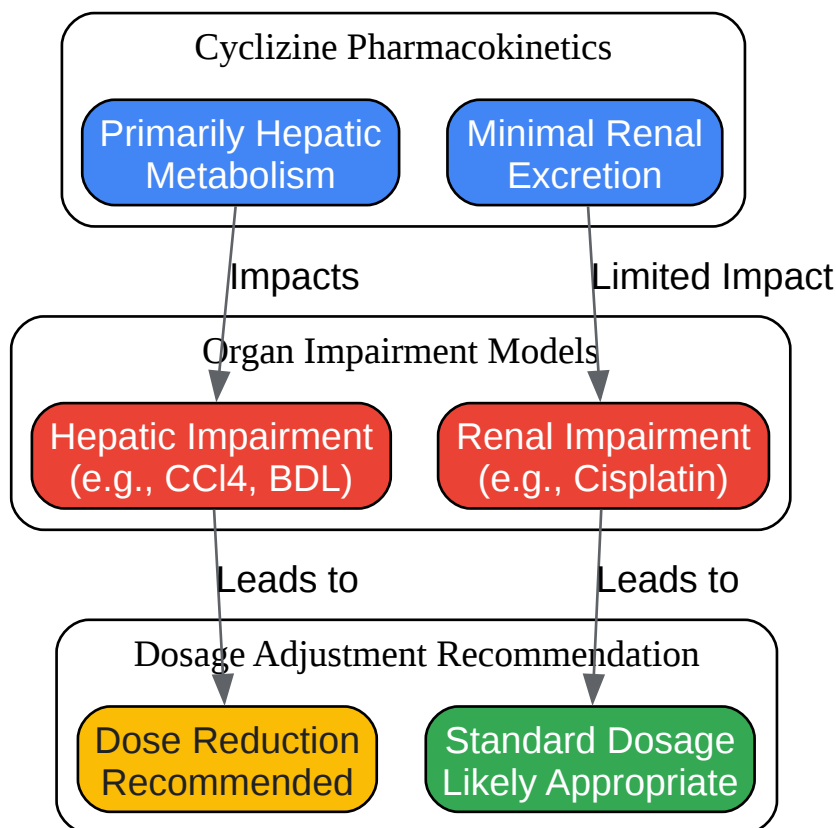 Cyclizine Pharmacokinetics
Primarily Hepatic
Metabolism
Minimal Renal
Excretion
Impacts
Limited Impact
Organ Impairment Models
Hepatic Impairment
(e.g., CCl4, BDL)
Renal Impairment
(e.g., Cisplatin)
Leads to
Leads to
Dosage Adjustment Recommendation
Dose Reduction
Recommended
Standard Dosage
Likely Appropriate